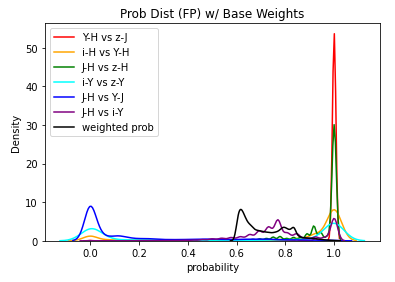 Prob Dist (FP) w/ Base Weights
Y-H vs z-J
i-H vs Y-H
J-H vs z-H
i-Y vs z-Y
J-H vs Y-J
J-H vs i-Y
weighted prob
Density
50
40
30
20
10
0
0.0 0.2 0.4 0.6 0.8 1.0
probability